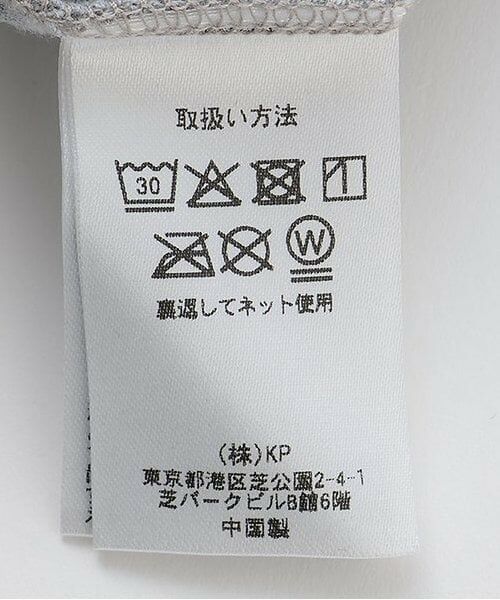 取扱い方法
30
W
裏返してネット使用
(株)KP
東京都港区芝公園2-4-1
芝パークビルB館6階
中国製